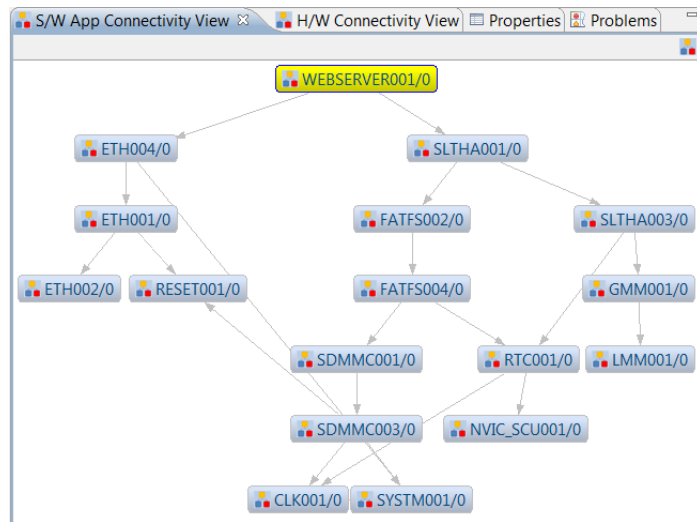 S/W App Connectivity View H/W Connectivity View Properties Problems
WEBSERVER001/0
ETH004/0 SLTHA001/0
ETH001/0 FATFS002/0 SLTHA003/0
ETH002/0 RESET001/0 FATFS004/0 GMM001/0
SDMMC001/0 RTC001/0 LMM001/0
SDMMC003/0 NVIC_SCU001/0
CLK001/0 SYSTM001/0